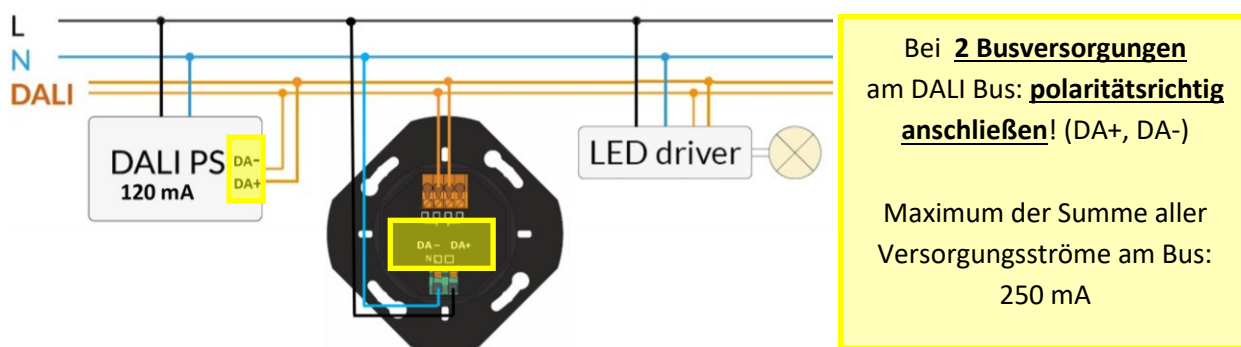 L
N
DALI
DALI PS
120 mA
DA−
DA+
DA− DA+
N
LED driver
Bei 2 Busversorgungen
am DALI Bus: polaritätsrichtig
anschließen! (DA+, DA-)
Maximum der Summe aller
Versorgungsströme am Bus:
250 mA